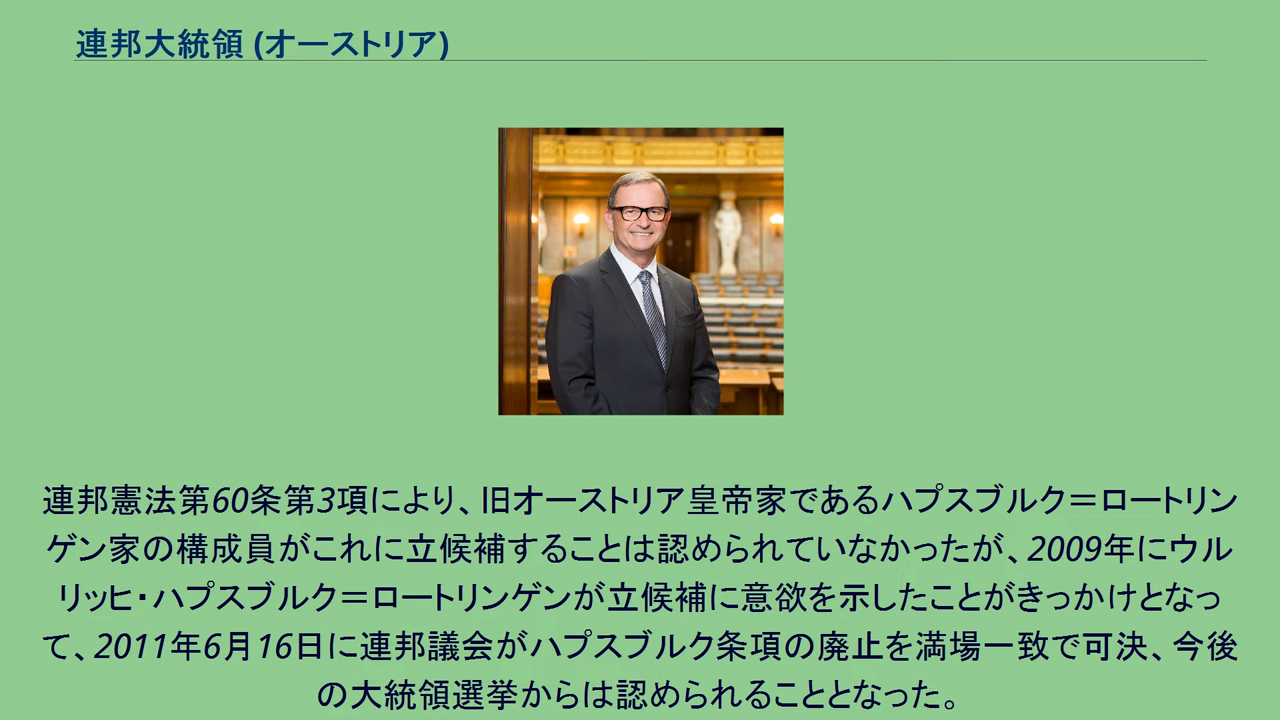 連邦大統領 (オーストリア)
連邦憲法第60条第3項により、旧オーストリア皇帝家であるハプスブルク＝ロートリン
ゲン家の構成員がこれに立候補することは認められていなかったが、2009年にウル
リッヒ・ハプスブルク＝ロートリンゲンが立候補に意欲を示したことがきっかけとなっ
て、2011年6月16日に連邦議会がハプスブルク条項の廃止を満場一致で可決、今後
の大統領選挙からは認められることとなった。